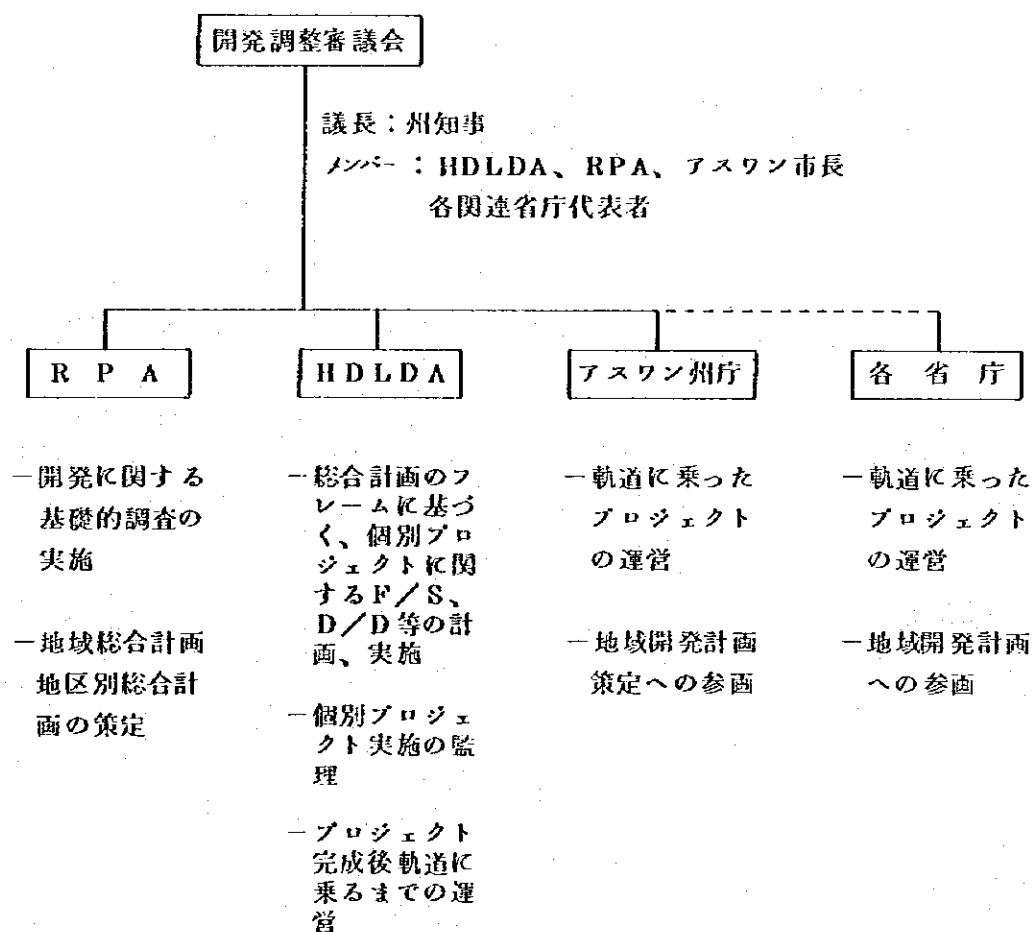 開発調整審議会
議長：州知事
メンバー：HDLDA、RPA、アスワン市長
各関連省庁代表者
RPA
HDLDA
アスワン州庁
各省庁
－開発に関する
基礎的調査の
実施
－地域総合計画
地区別総合計
画の策定
－総合計画のフ
レームに基づ
く、個別プロ
ジェクトに関
するF／S、
D／D等の計
画、実施
－個別プロジェ
クト実施の監
理
－プロジェクト
完成後軌道に
乗るまでの運
営
－軌道に乗った
プロジェクト
の運営
－地域開発計画
策定への参画
－軌道に乗った
プロジェクト
の運営
－地域開発計画
への参画